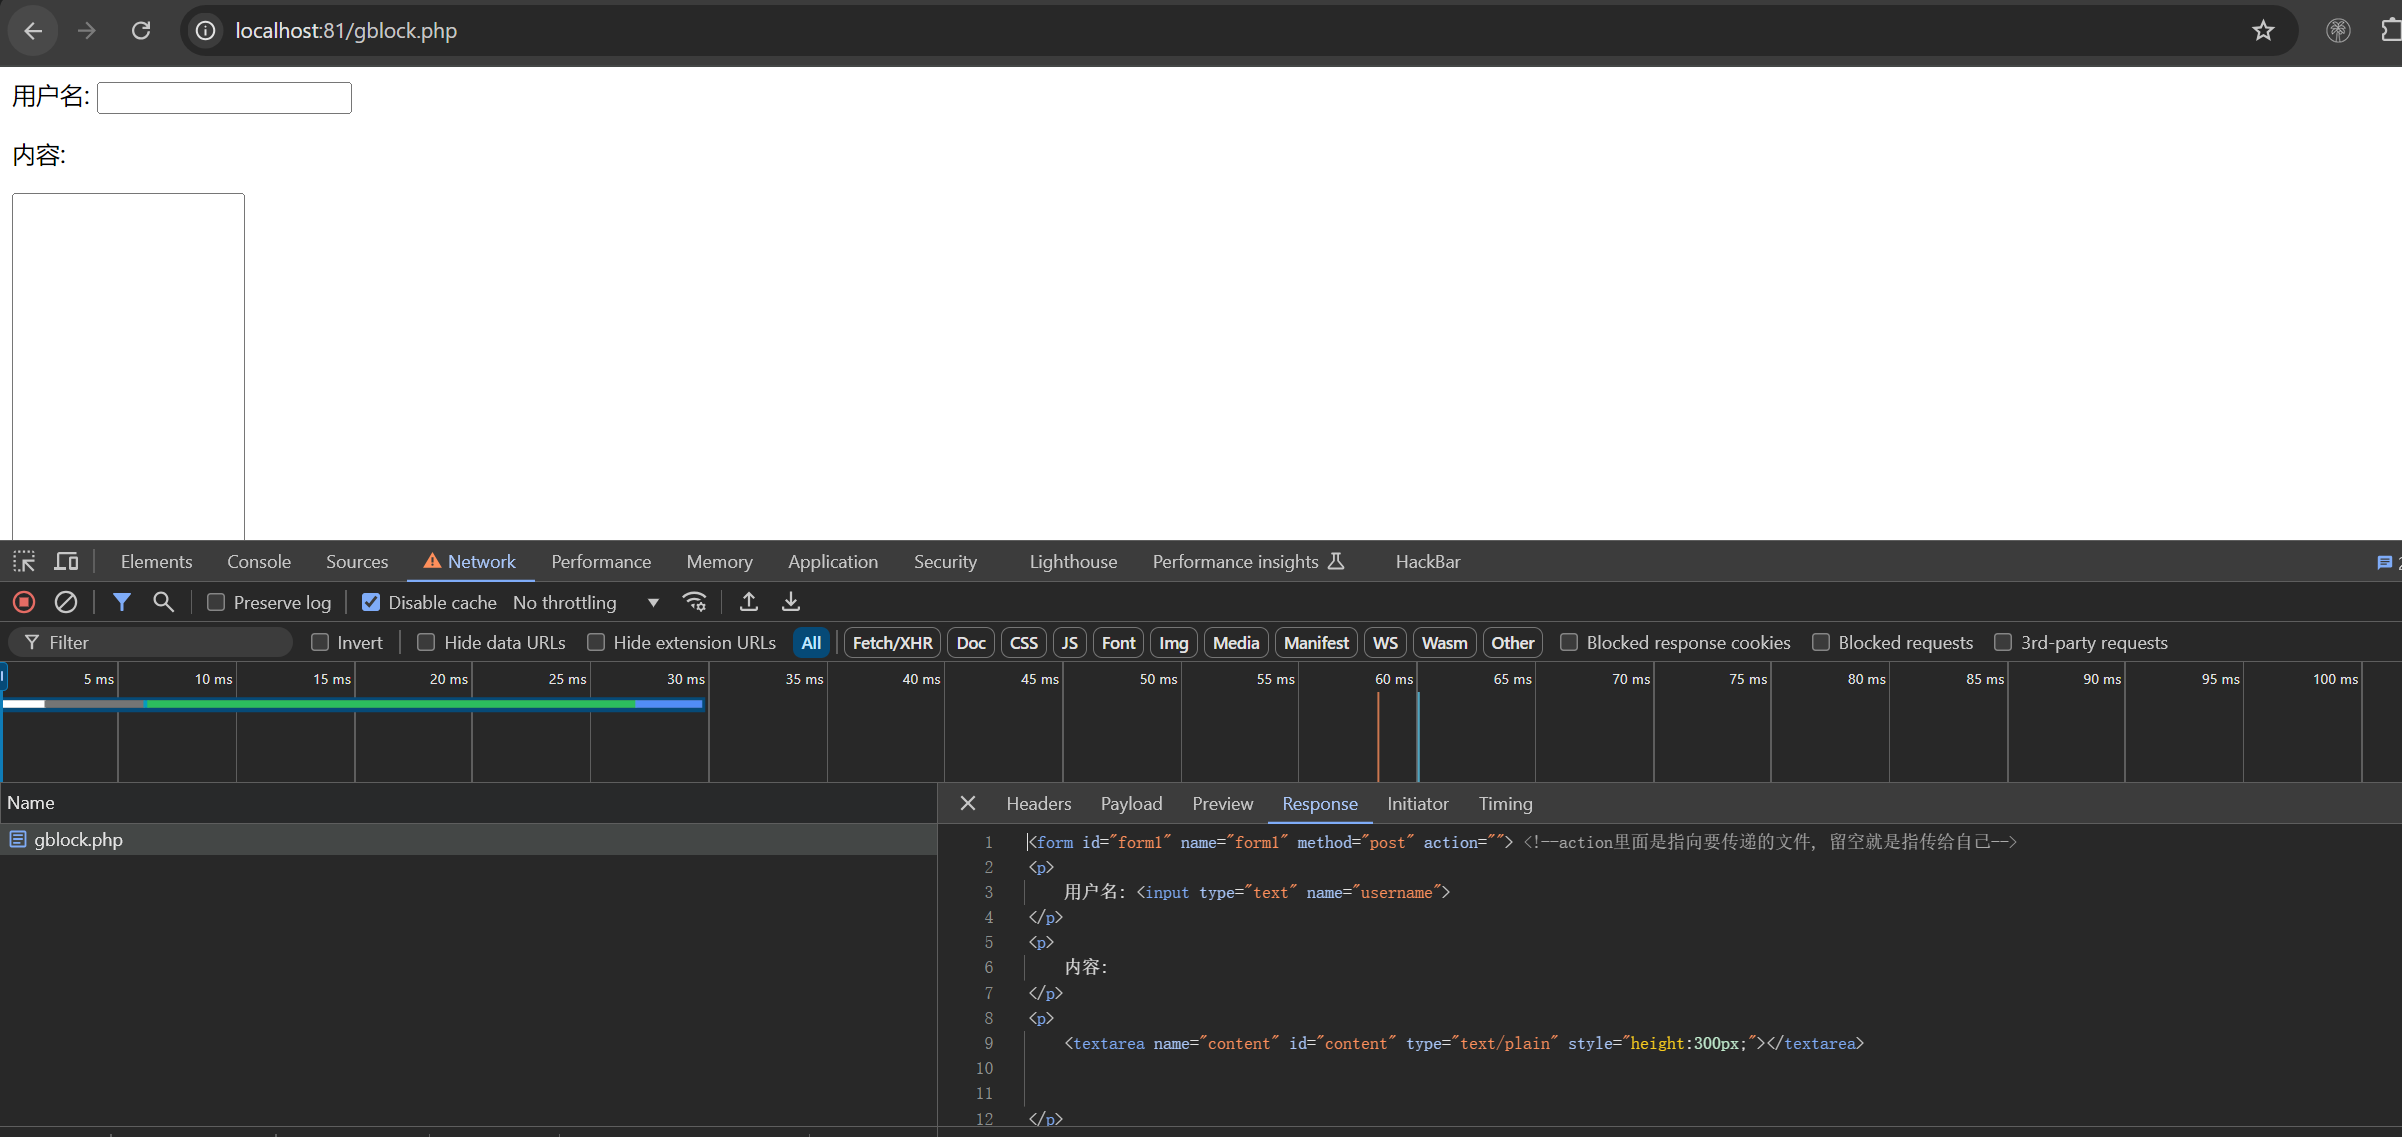 localhost:81/gblock.php
用户名:
内容:
Elements Console Sources Network Performance Memory Application Security Lighthouse Performance insights HackBar 2
Preserve log Disable cache No throttling
Filter Invert Hide data URLs Hide extension URLs All Fetch/XHR Doc CSS JS Font Img Media Manifest WS Wasm Other Blocked response cookies Blocked requests 3rd-party requests
5 ms 10 ms 15 ms 20 ms 25 ms 30 ms 35 ms 40 ms 45 ms 50 ms 55 ms 60 ms 65 ms 70 ms 75 ms 80 ms 85 ms 90 ms 95 ms 100 ms
Name
gblock.php
Headers Payload Preview Response Initiator Timing
1 <form id="form1" name="form1" method="post" action=""> <!--action里面是指向要传递的文件, 留空就是指传给自己-->
2 <p>
3 用户名: <input type="text" name="username">
4 </p>
5 <p>
6 内容:
7 </p>
8 <p>
9 <textarea name="content" id="content" type="text/plain" style="height:300px;"></textarea>
10
11
12 </p>